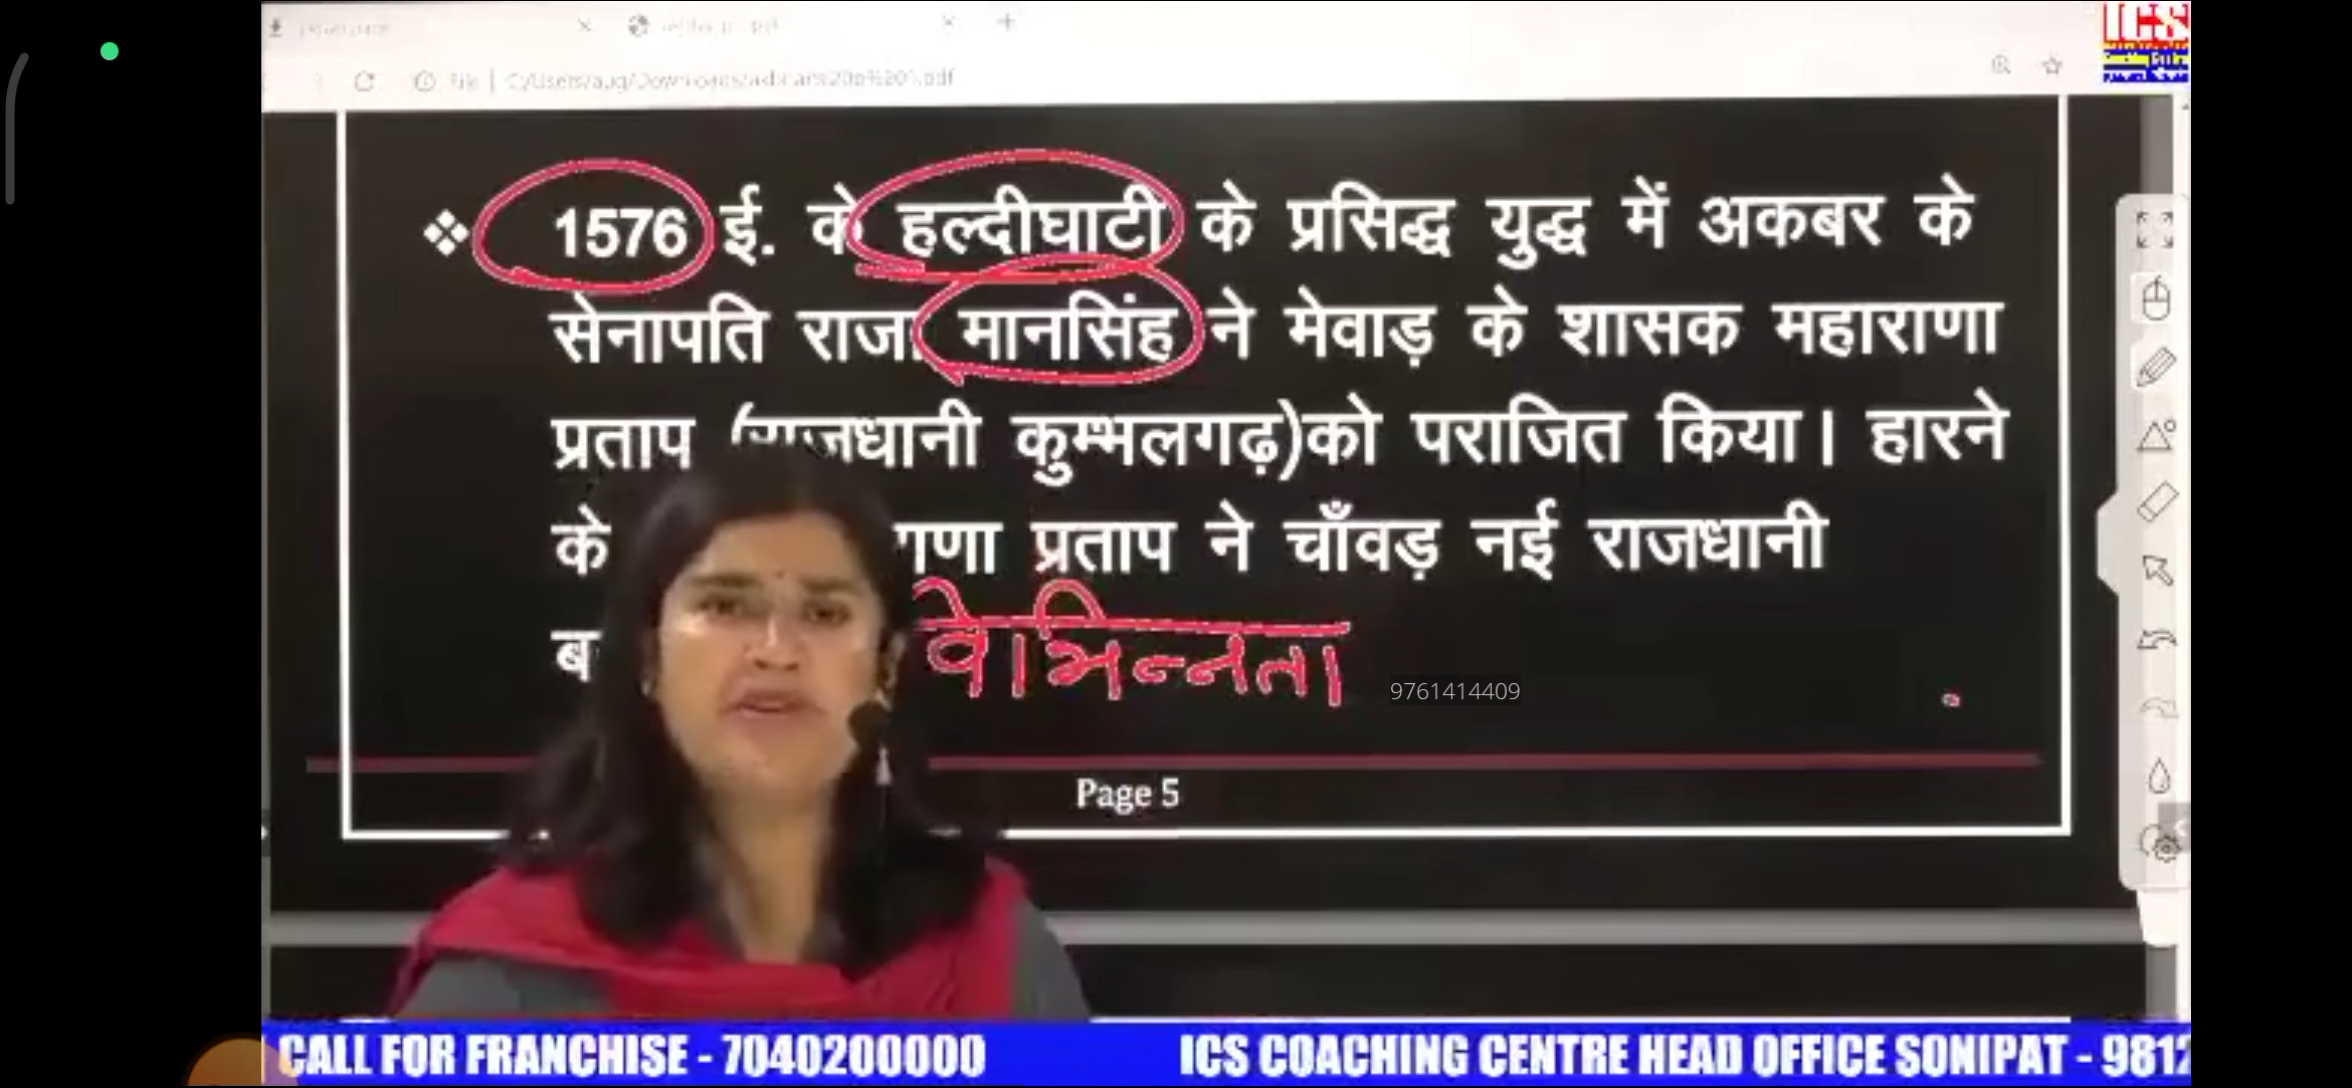 ICS
❖ 1576 ई. के हल्दीघाटी के प्रसिद्ध युद्ध में अकबर के
सेनापति राजा मानसिंह ने मेवाड़ के शासक महाराणा
प्रताप (राजधानी कुम्भलगढ़)को पराजित किया। हारने
के प्रताप ने चाँवड़ नई राजधानी
9761414409
Page 5
CALL FOR FRANCHISE - 7040200000 ICS COACHING CENTRE HEAD OFFICE SONIPAT - 981